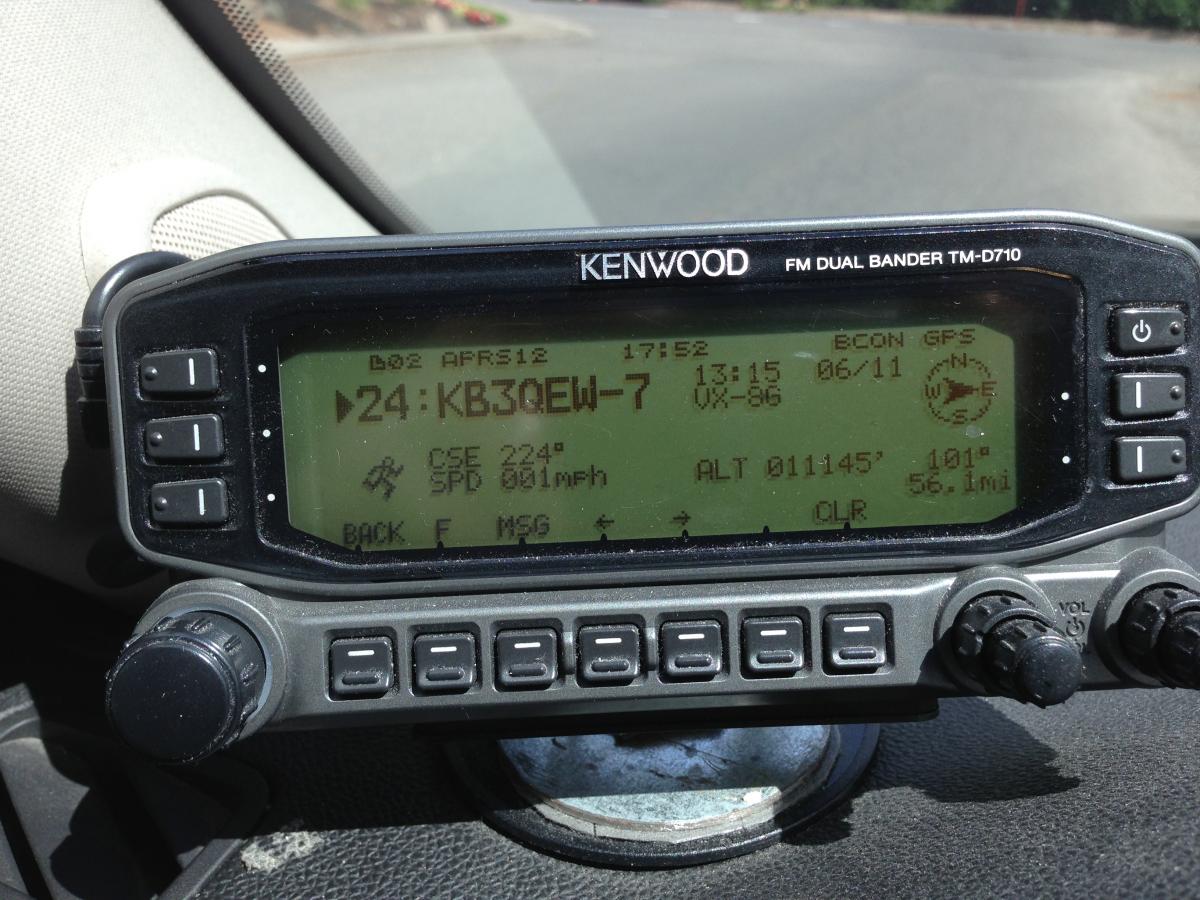 KENWOOD FM DUAL BANDER TM-D710
02 APRS12 17:52 BCON GPS
▶24:KB3QEW-7 13:15 06/11
VX-8G
N
W E
S
CSE 224° ALT 011145' 101°
SPD 001mph 56.1mi
BACK F MSG ← → CLR
VOL